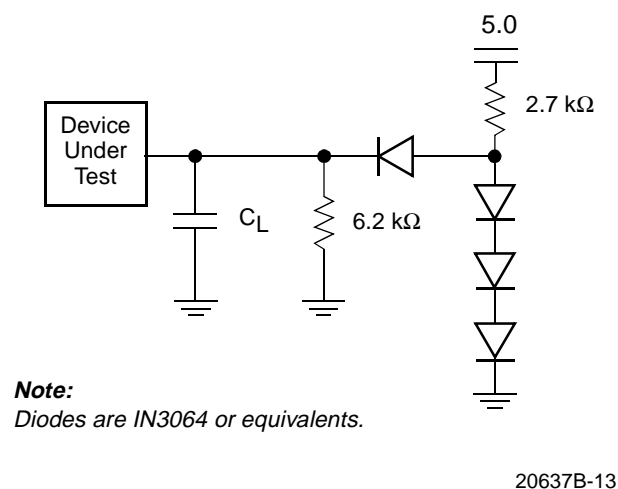 5.0
2.7 kΩ
Device
Under
Test
CL
6.2 kΩ
Note:
Diodes are IN3064 or equivalents.
20637B-13